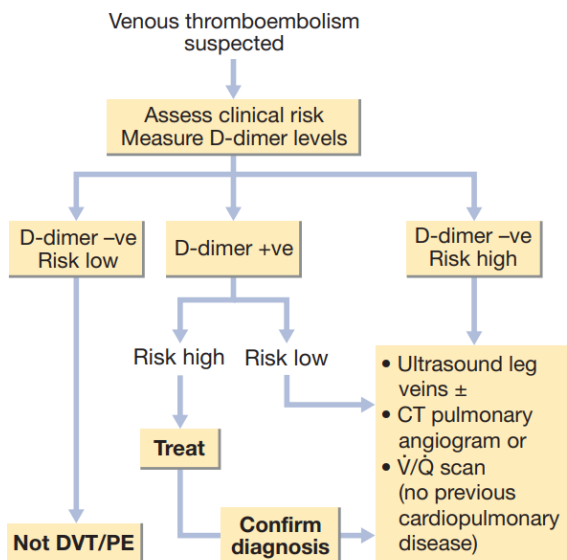 Venous thromboembolism
suspected
Assess clinical risk
Measure D-dimer levels
D-dimer –ve
Risk low
D-dimer +ve
D-dimer –ve
Risk high
Risk high
Risk low
• Ultrasound leg
veins ±
• CT pulmonary
angiogram or
• V̇/Q̇ scan
(no previous
cardiopulmonary
disease)
Treat
Confirm
diagnosis
Not DVT/PE